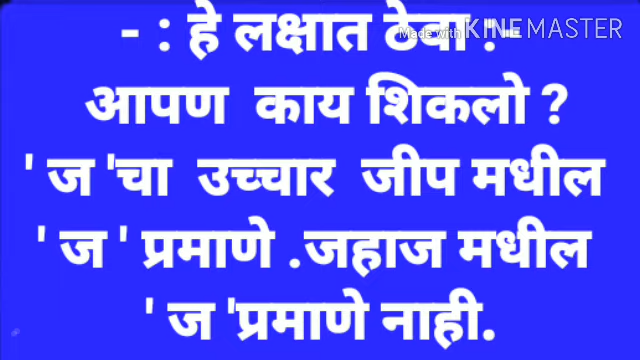 - : हे लक्षात ठेवा :-
Made with KINEMASTER
आपण काय शिकलो ?
' ज 'चा उच्चार जीप मधील
' ज ' प्रमाणे .जहाज मधील
' ज 'प्रमाणे नाही.